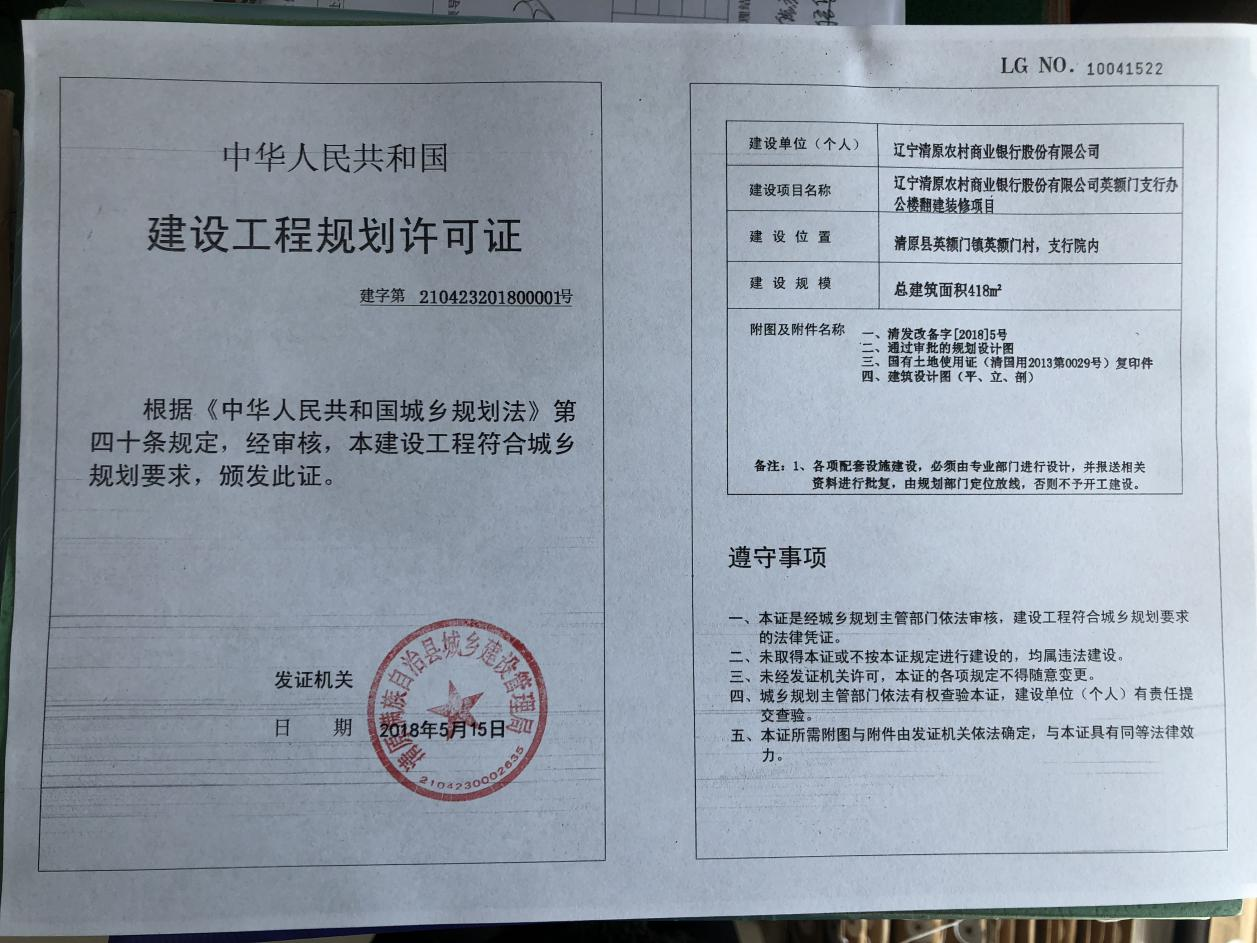 中华人民共和国
建设工程规划许可证
建字第 210423201800001号
根据《中华人民共和国城乡规划法》第
四十条规定，经审核，本建设工程符合城乡
规划要求，颁发此证。
发证机关
日 期 2018年5月15日
清原满族自治县城乡建设管理局
2104230002635
LG NO. 10041522
建设单位（个人） 辽宁清原农村商业银行股份有限公司
建设项目名称 辽宁清原农村商业银行股份有限公司英额门支行办
公楼翻建装修项目
建设位置 清原县英额门镇英额门村，支行院内
建设规模 总建筑面积418m²
附图及附件名称
一、清发改备字[2018]5号
二、通过审批的规划设计图
三、国有土地使用证（清国用2013第0029号）复印件
四、建筑设计图（平、立、剖）
备注：1、各项配套设施建设，必须由专业部门进行设计，并报送相关
资料进行批复，由规划部门定位放线，否则不予开工建设。
遵守事项
一、本证是经城乡规划主管部门依法审核，建设工程符合城乡规划要求
的法律凭证。
二、未取得本证或不按本证规定进行建设的，均属违法建设。
三、未经发证机关许可，本证的各项规定不得随意变更。
四、城乡规划主管部门依法有权查验本证，建设单位（个人）有责任提
交查验。
五、本证所需附图与附件由发证机关依法确定，与本证具有同等法律效
力。